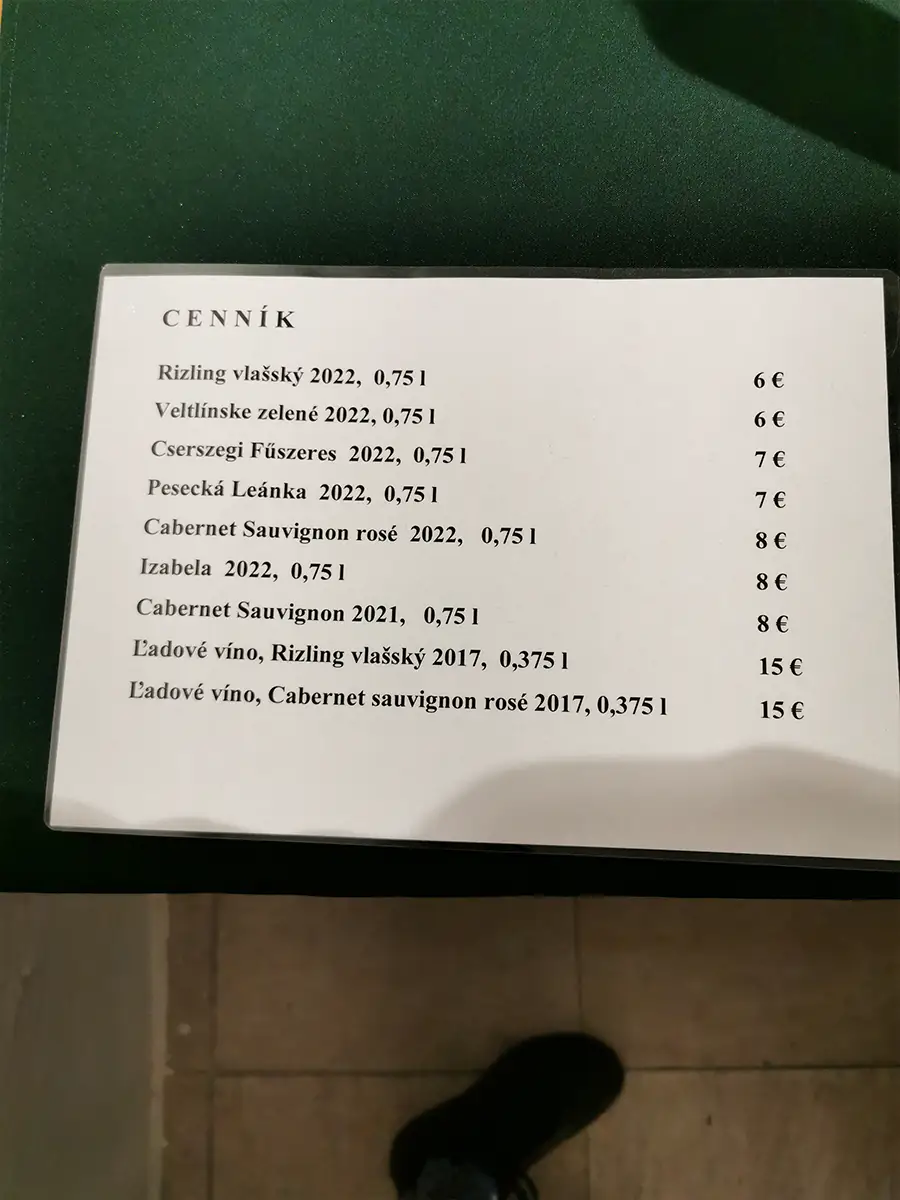 CENNÍK
Rizling vlašský 2022, 0,75 l 6 €
Veltlínske zelené 2022, 0,75 l 6 €
Cserszegi Fűszeres 2022, 0,75 l 7 €
Pesecká Leánka 2022, 0,75 l 7 €
Cabernet Sauvignon rosé 2022, 0,75 l 8 €
Izabela 2022, 0,75 l 8 €
Cabernet Sauvignon 2021, 0,75 l 8 €
Ľadové víno, Rizling vlašský 2017, 0,375 l 15 €
Ľadové víno, Cabernet sauvignon rosé 2017, 0,375 l 15 €